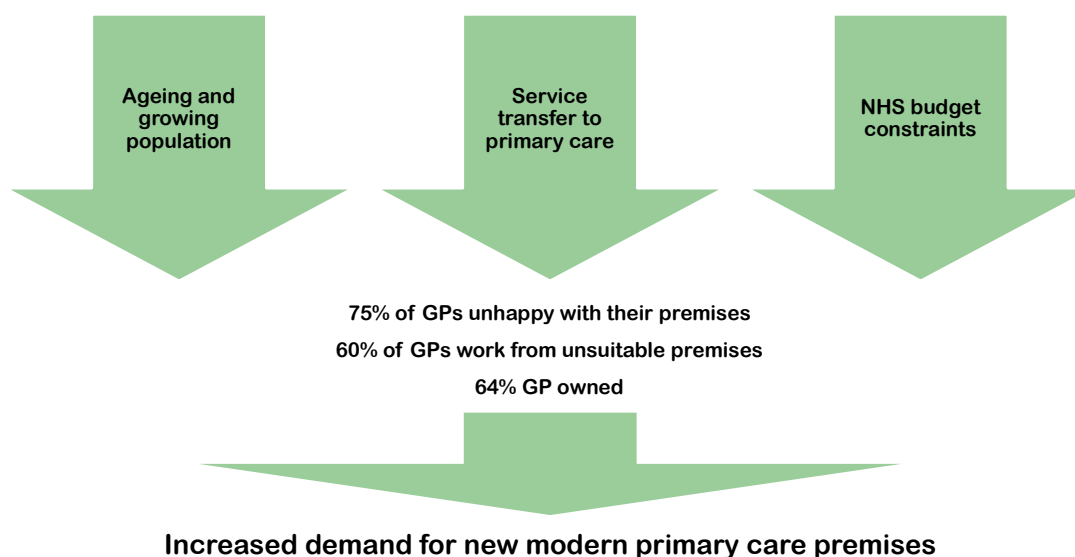 Ageing and
growing
population
Service
transfer to
primary care
NHS budget
constraints
75% of GPs unhappy with their premises
60% of GPs work from unsuitable premises
64% GP owned
Increased demand for new modern primary care premises